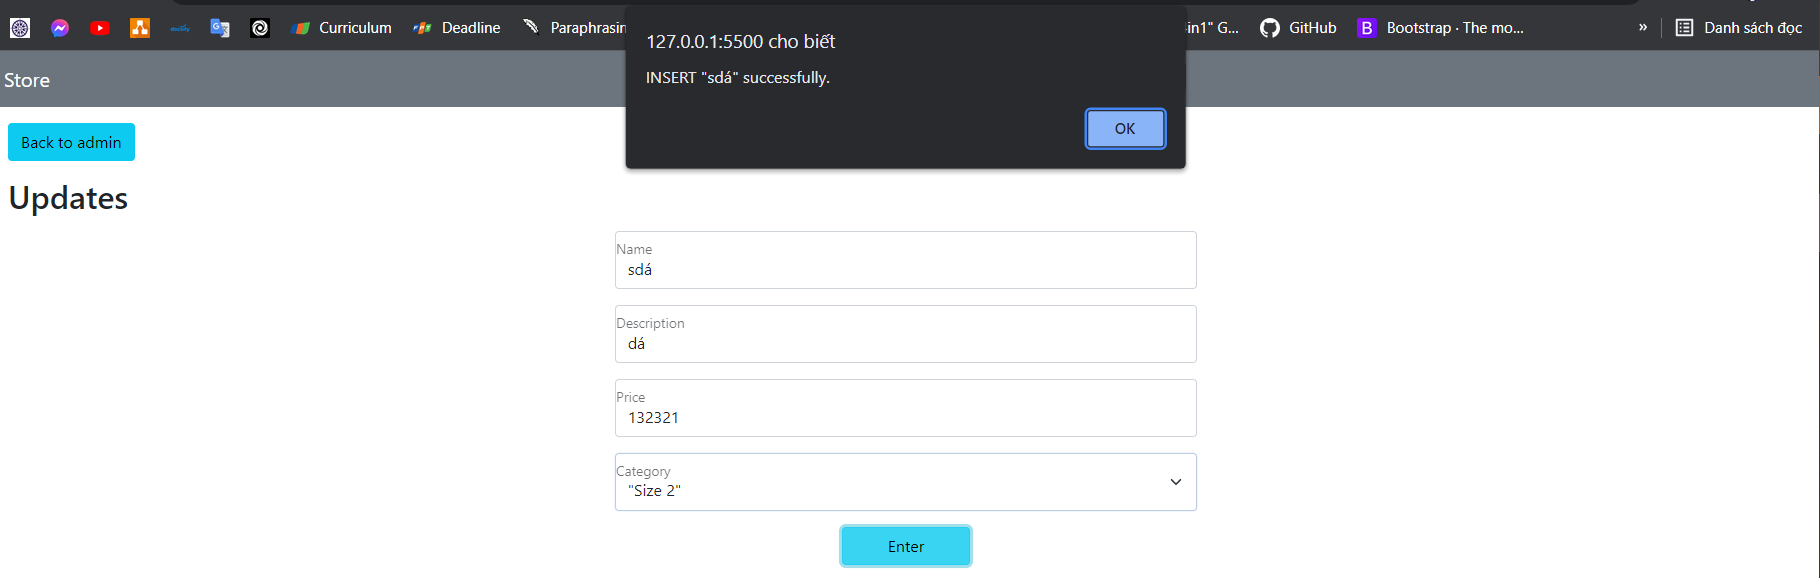 Curriculum Deadline Paraphrasin in1" G... GitHub Bootstrap · The mo... » Danh sách đọc
127.0.0.1:5500 cho biết
INSERT "sdá" successfully.
OK
Store
Back to admin
Updates
Name
sdá
Description
dá
Price
132321
Category
"Size 2"
Enter